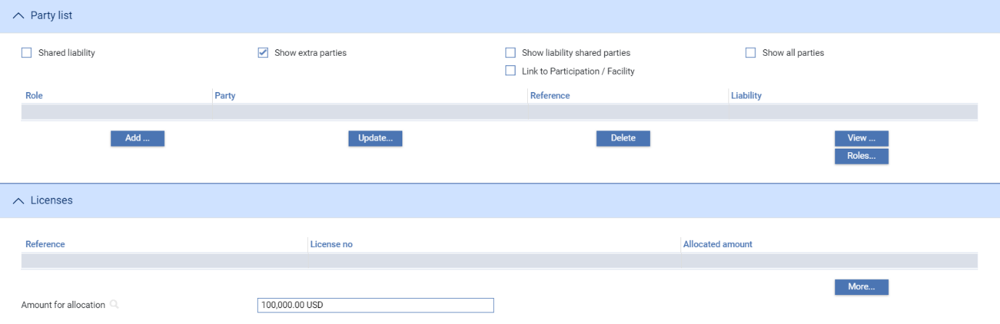 Party list
Shared liability Show extra parties Show liability shared parties Show all parties
Link to Participation / Facility
Role Party Reference Liability
Add ... Update... Delete View ...
Roles...
Licenses
Reference License no Allocated amount
More...
Amount for allocation 100,000.00 USD